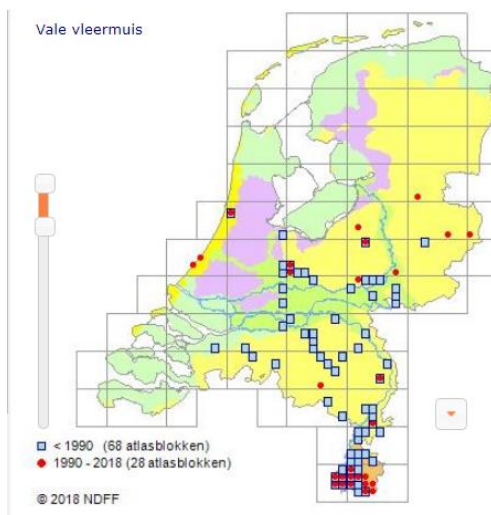 Vale vleermuis
< 1990 (68 atlasblokken)
1990 - 2018 (28 atlasblokken)
© 2018 NDFF